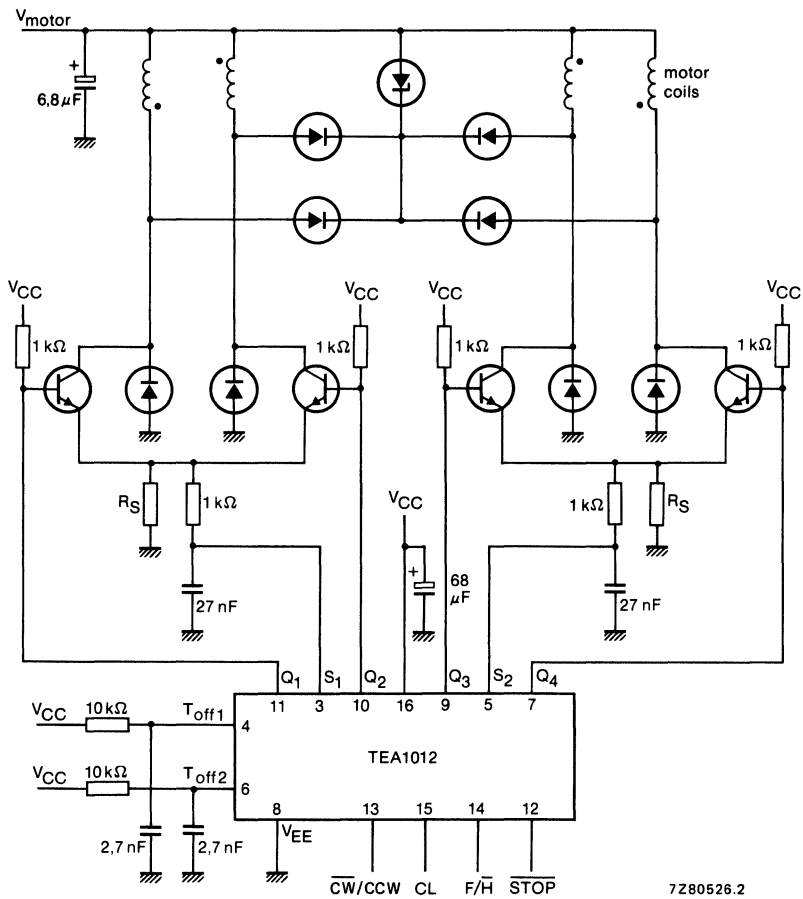 Vmotor
+
6,8 μF
motor
coils
VCC
VCC
VCC
VCC
1 kΩ
1 kΩ
1 kΩ
1 kΩ
RS
1 kΩ
VCC
1 kΩ
RS
+
68
μF
27 nF
27 nF
Q1
S1
Q2
Q3
S2
Q4
11
3
10
16
9
5
7
VCC
10 kΩ
Toff1
4
TEA1012
VCC
10 kΩ
Toff2
6
8
13
15
14
12
2,7 nF
2,7 nF
VEE
C̅W̅/CCW
CL
F/H̅
S̅T̅O̅P̅
7Z80526.2